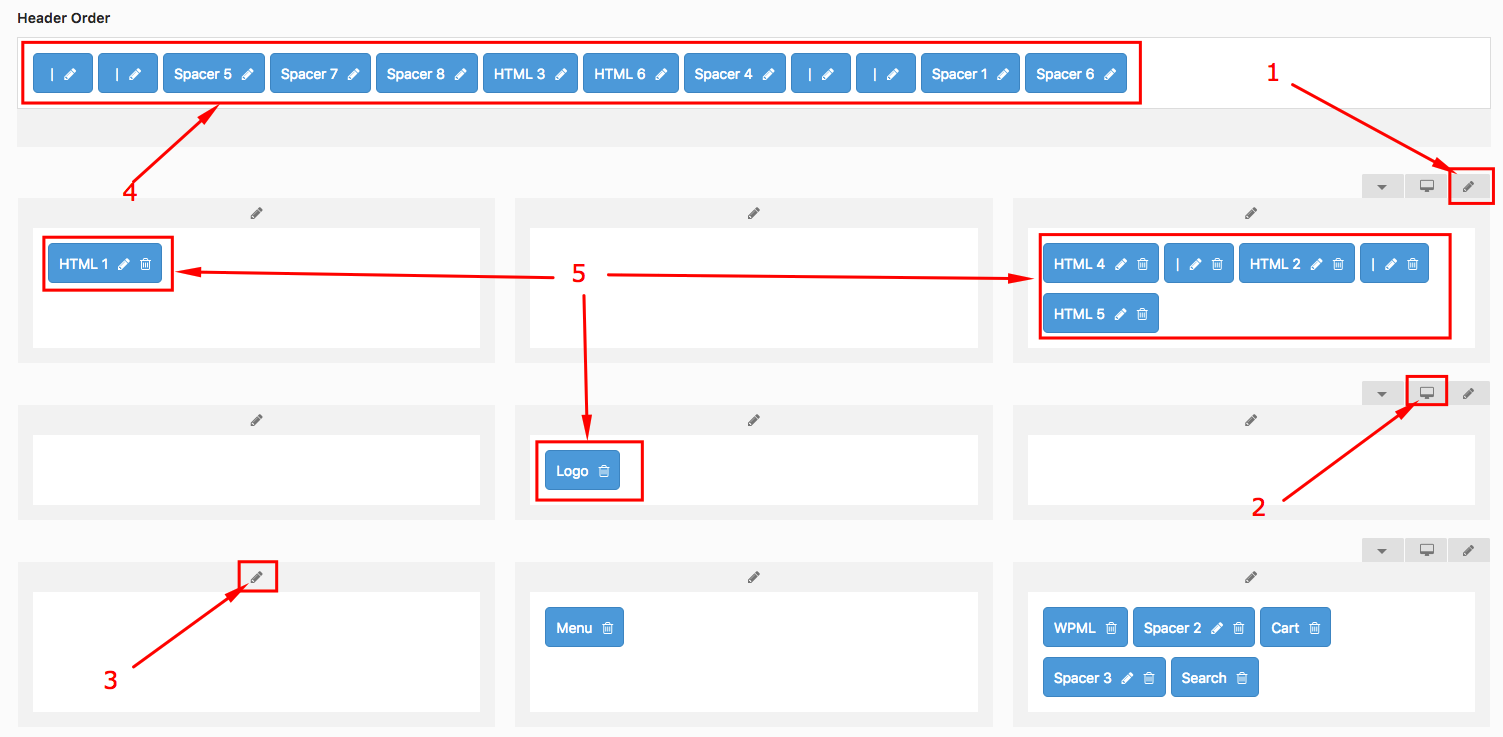 Header Order
| | Spacer 5 Spacer 7 Spacer 8 HTML 3 HTML 6 Spacer 4 | | Spacer 1 Spacer 6
1
4
HTML 1
5
HTML 4 | HTML 2 |
HTML 5
Logo
2
3
Menu
WPML Spacer 2 Cart
Spacer 3 Search